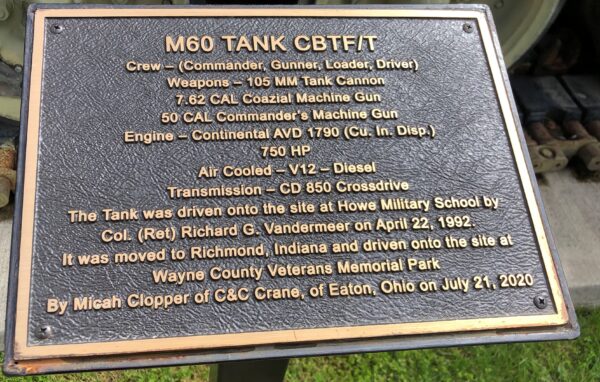 M60 TANK CBTF/T
Crew – (Commander, Gunner, Loader, Driver)
Weapons – 105 MM Tank Cannon
7.62 CAL Coazial Machine Gun
50 CAL Commander's Machine Gun
Engine – Continental AVD 1790 (Cu. In. Disp.)
750 HP
Air Cooled – V12 – Diesel
Transmission – CD 850 Crossdrive
The Tank was driven onto the site at Howe Military School by
Col. (Ret) Richard G. Vandermeer on April 22, 1992.
It was moved to Richmond, Indiana and driven onto the site at
Wayne County Veterans Memorial Park
By Micah Clopper of C&C Crane, of Eaton, Ohio on July 21, 2020